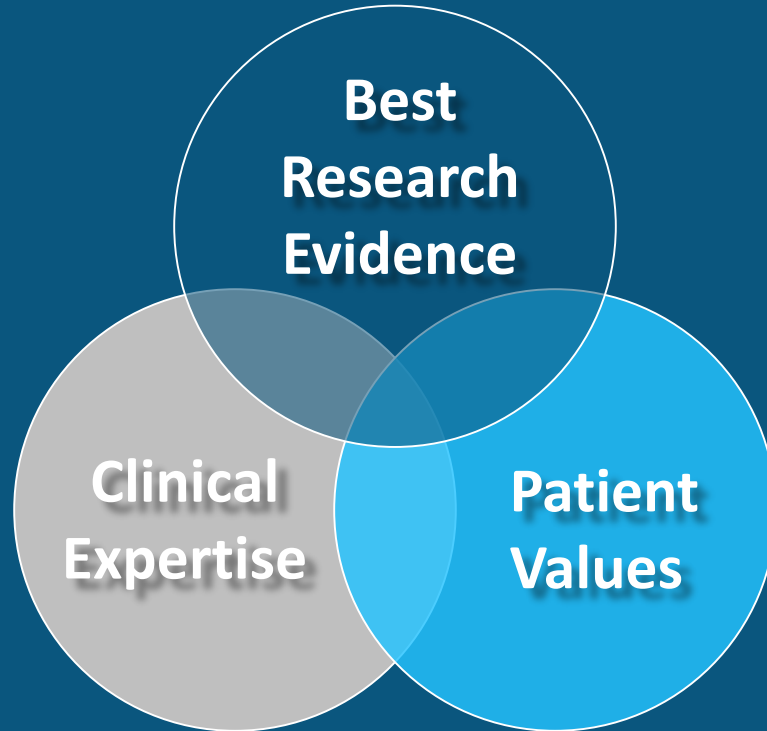 Best
Research
Evidence
Clinical
Expertise
Patient
Values